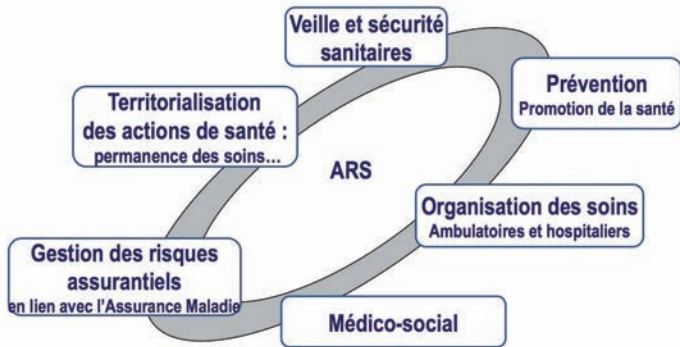 Veille et sécurité
sanitaires
Prévention
Promotion de la santé
Territorialisation
des actions de santé :
permanence des soins...
ARS
Organisation des soins
Ambulatoires et hospitaliers
Gestion des risques
assurantiels
en lien avec l'Assurance Maladie
Médico-social